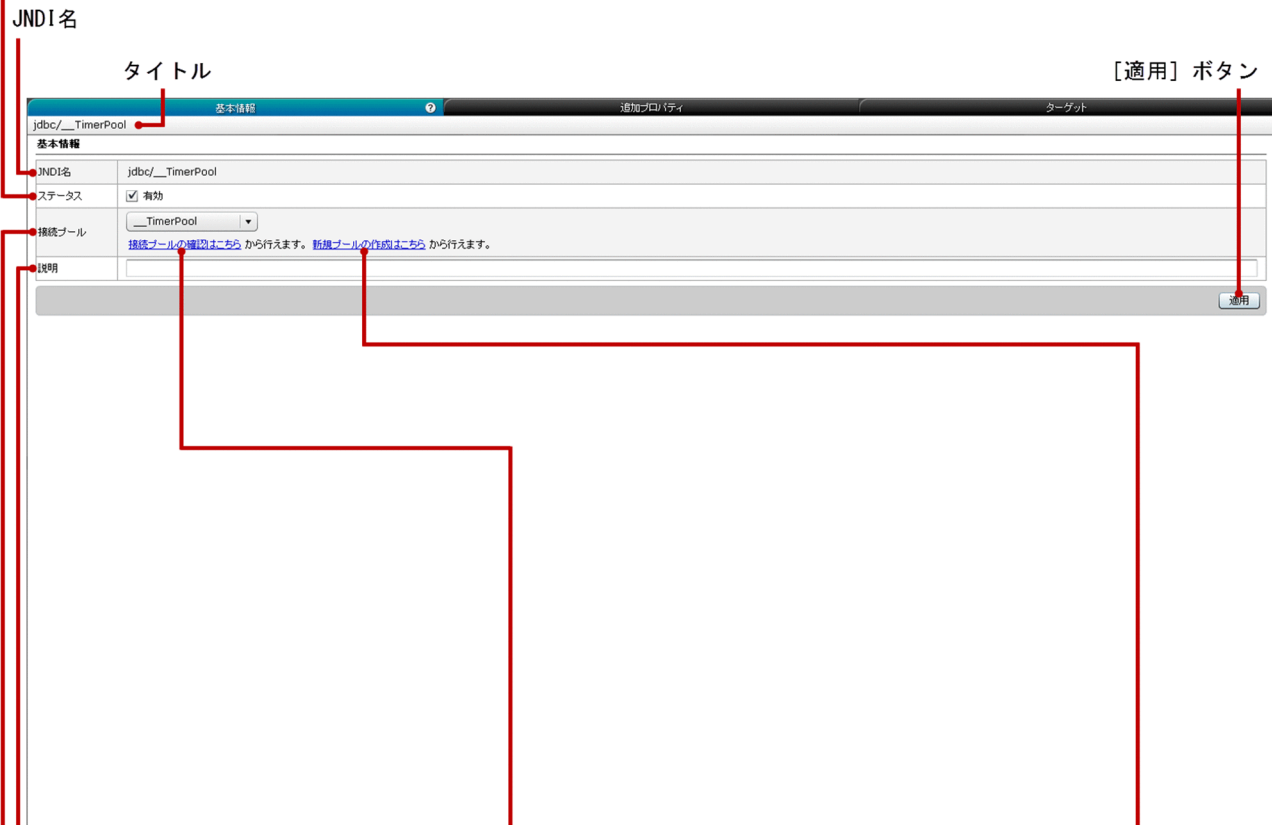 JNDI名
タイトル
[適用] ボタン
基本情報 ? 追加プロパティ ターゲット
jdbc/__TimerPool
基本情報
JNDI名 jdbc/__TimerPool
ステータス 有効
接続プール __TimerPool
接続プールの確認はこちら から行えます。 新規プールの作成はこちら から行えます。
説明
適用